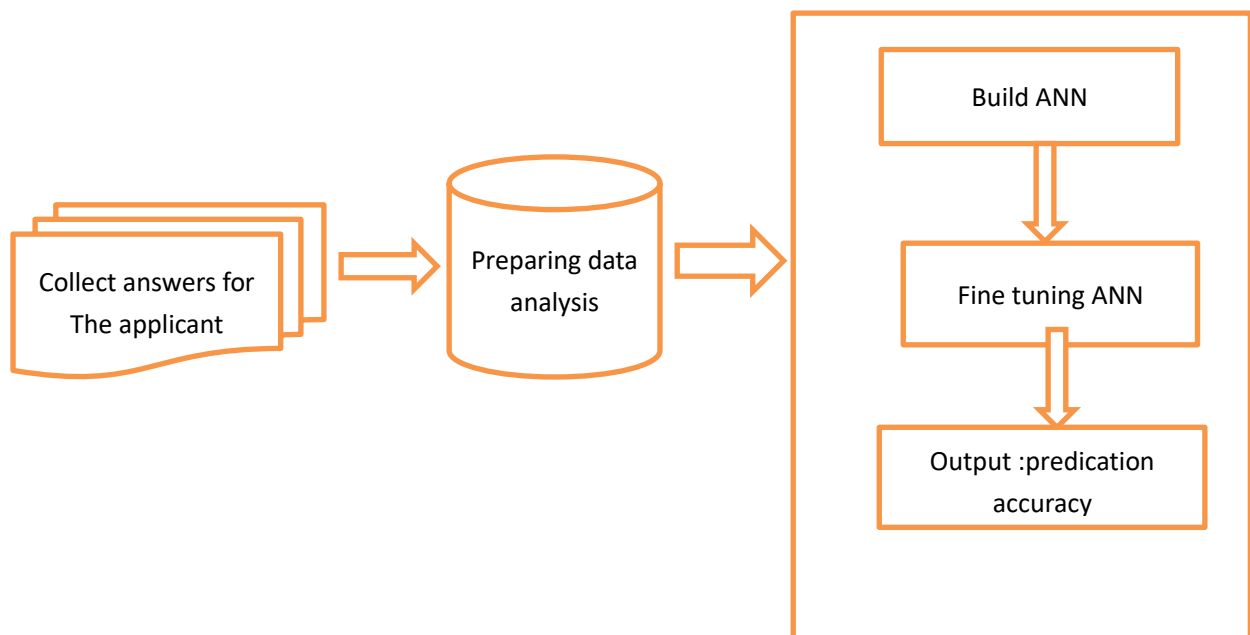 Collect answers for
The applicant
Preparing data
analysis
Build ANN
Fine tuning ANN
Output :predication
accuracy